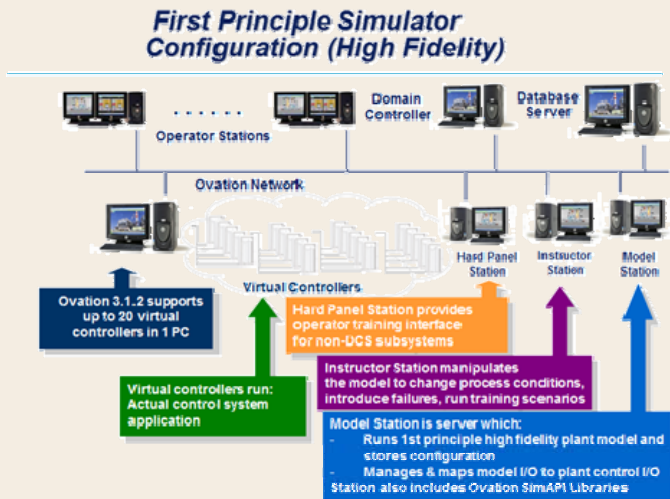 First Principle Simulator
Configuration (High Fidelity)
Operator Stations
Domain
Controller
Database
Server
Ovation Network
Virtual Controllers
Hard Panel
Station
Instructor
Station
Model
Station
Ovation 3.1.2 supports
up to 20 virtual
controllers in 1 PC
Hard Panel Station provides
operator training interface
for non-DCS subsystems
Virtual controllers run:
Actual control system
application
Instructor Station manipulates
the model to change process conditions,
introduce failures, run training scenarios
Model Station is server which:
- Runs 1st principle high fidelity plant model and
stores configuration
- Manages & maps model I/O to plant control I/O
Station also includes Ovation SimAPI Libraries